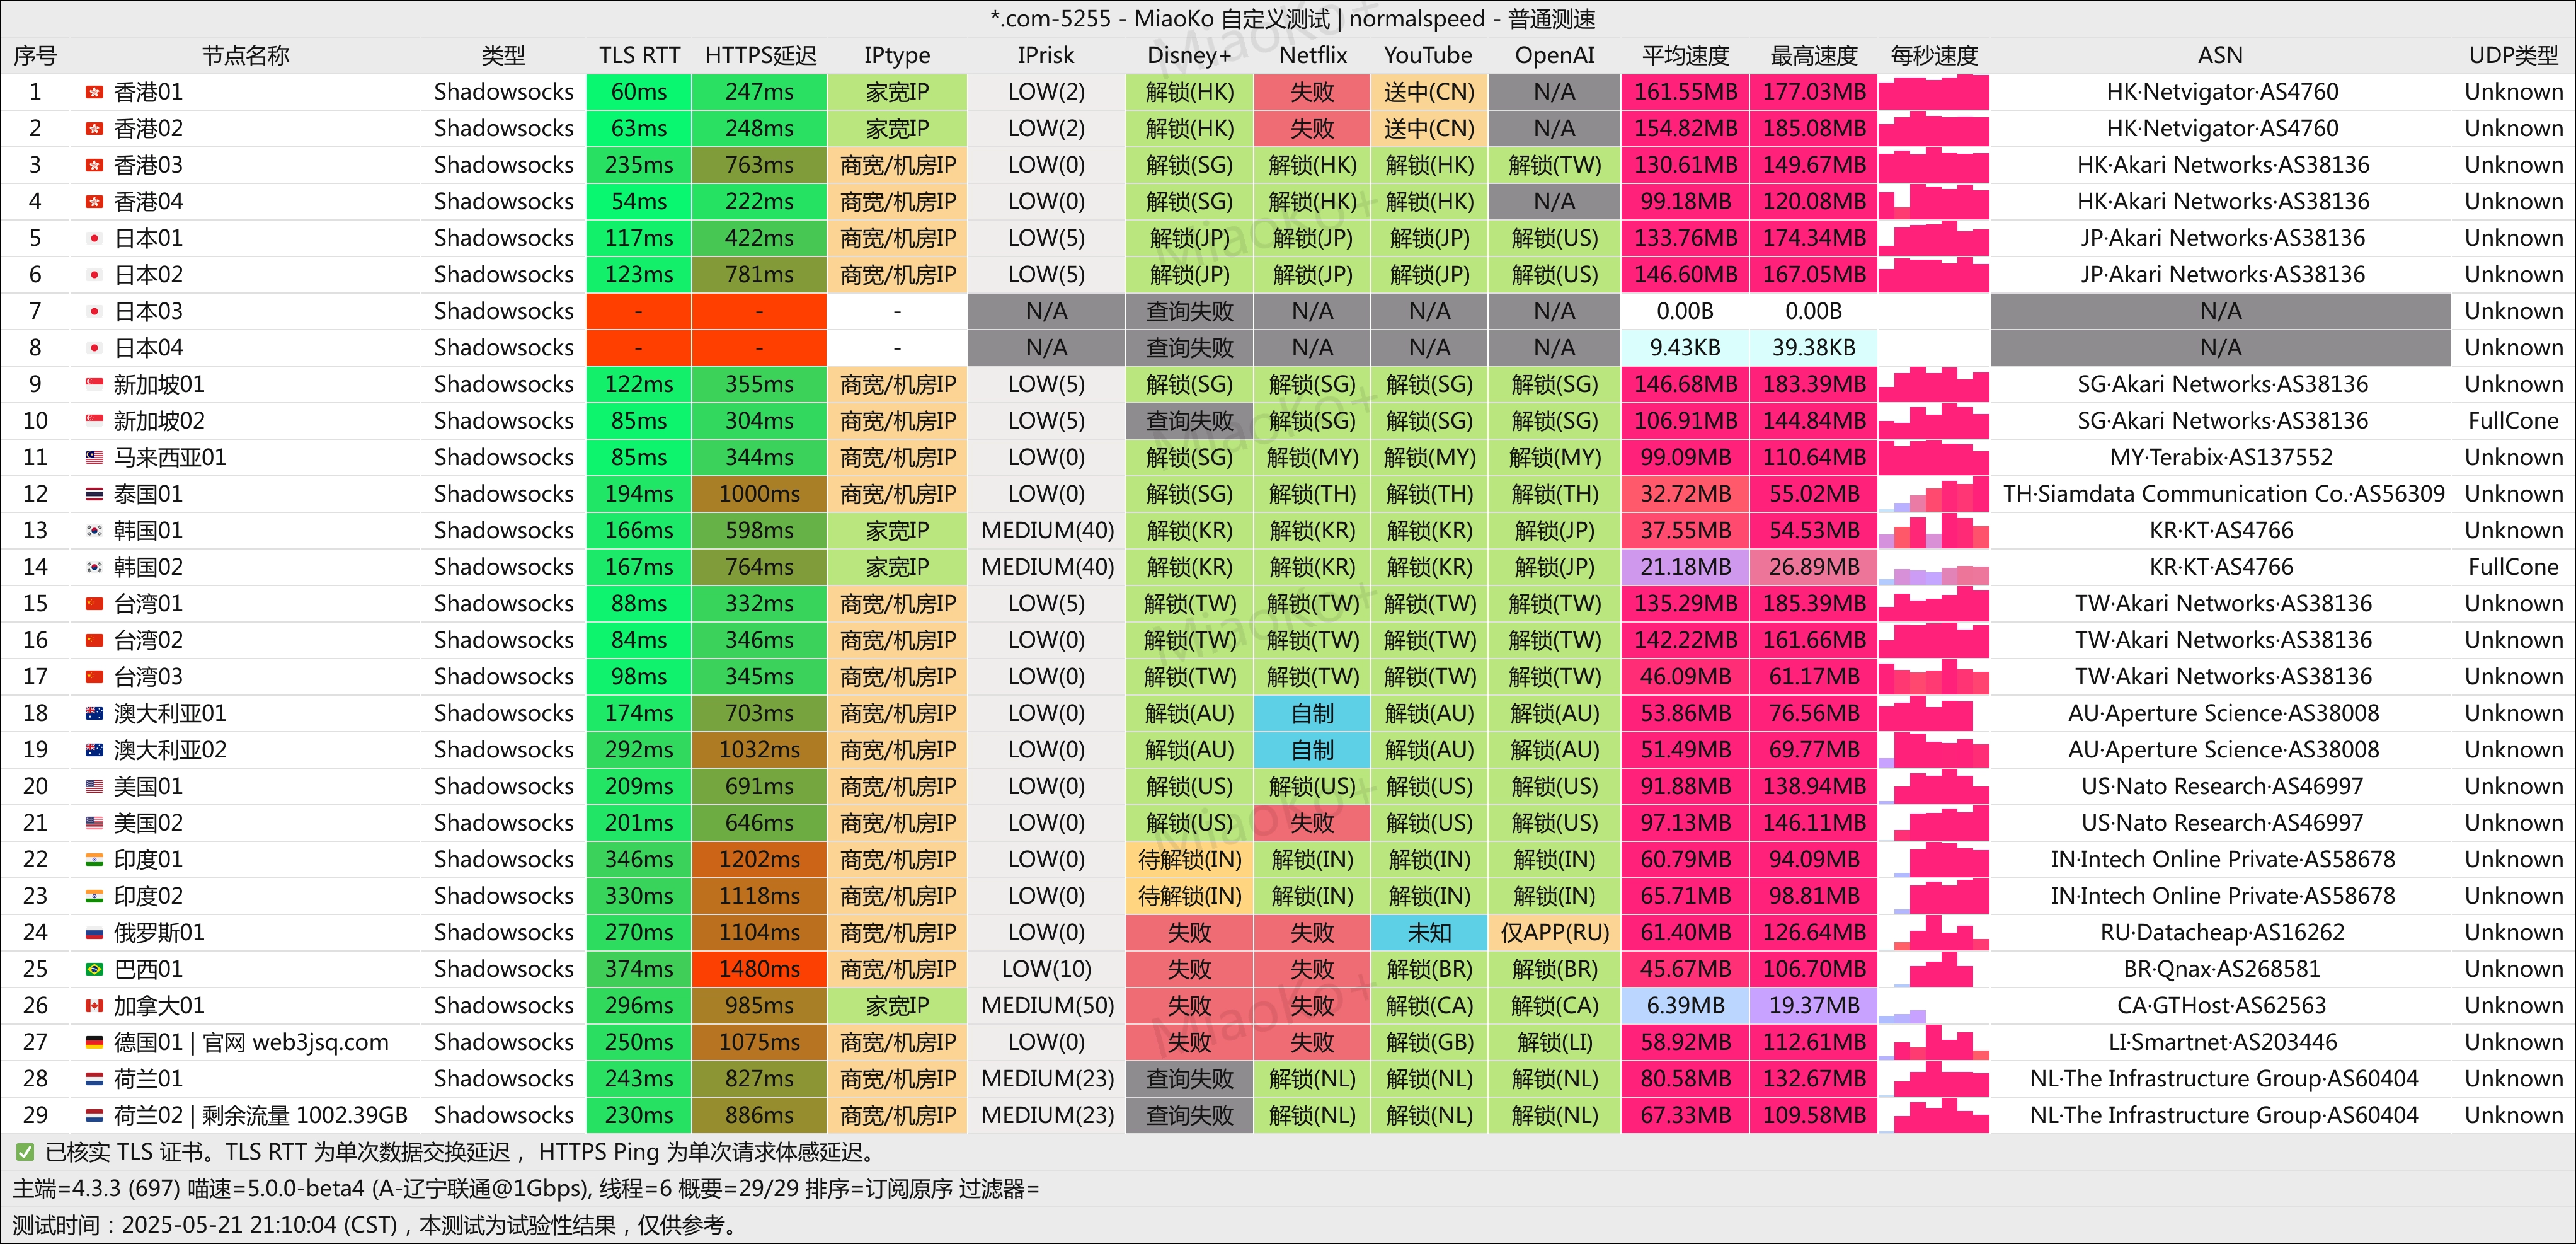 *.com-5255 - MiaoKo 自定义测试 | normalspeed - 普通测速
序号 节点名称 类型 TLS RTT HTTPS延迟 IPtype IPrisk Disney+ Netflix YouTube OpenAI 平均速度 最高速度 每秒速度 ASN UDP类型
1 香港01 Shadowsocks 60ms 247ms 家宽IP LOW(2) 解锁(HK) 失败 送中(CN) N/A 161.55MB 177.03MB HK·Netvigator·AS4760 Unknown
2 香港02 Shadowsocks 63ms 248ms 家宽IP LOW(2) 解锁(HK) 失败 送中(CN) N/A 154.82MB 185.08MB HK·Netvigator·AS4760 Unknown
3 香港03 Shadowsocks 235ms 763ms 商宽/机房IP LOW(0) 解锁(SG) 解锁(HK) 解锁(HK) 解锁(TW) 130.61MB 149.67MB HK·Akari Networks·AS38136 Unknown
4 香港04 Shadowsocks 54ms 222ms 商宽/机房IP LOW(0) 解锁(SG) 解锁(HK) 解锁(HK) N/A 99.18MB 120.08MB HK·Akari Networks·AS38136 Unknown
5 日本01 Shadowsocks 117ms 422ms 商宽/机房IP LOW(5) 解锁(JP) 解锁(JP) 解锁(JP) 解锁(US) 133.76MB 174.34MB JP·Akari Networks·AS38136 Unknown
6 日本02 Shadowsocks 123ms 781ms 商宽/机房IP LOW(5) 解锁(JP) 解锁(JP) 解锁(JP) 解锁(US) 146.60MB 167.05MB JP·Akari Networks·AS38136 Unknown
7 日本03 Shadowsocks - - - N/A 查询失败 N/A N/A N/A 0.00B 0.00B N/A Unknown
8 日本04 Shadowsocks - - - N/A 查询失败 N/A N/A N/A 9.43KB 39.38KB N/A Unknown
9 新加坡01 Shadowsocks 122ms 355ms 商宽/机房IP LOW(5) 解锁(SG) 解锁(SG) 解锁(SG) 解锁(SG) 146.68MB 183.39MB SG·Akari Networks·AS38136 Unknown
10 新加坡02 Shadowsocks 85ms 304ms 商宽/机房IP LOW(5) 查询失败 解锁(SG) 解锁(SG) 解锁(SG) 106.91MB 144.84MB SG·Akari Networks·AS38136 FullCone
11 马来西亚01 Shadowsocks 85ms 344ms 商宽/机房IP LOW(0) 解锁(SG) 解锁(MY) 解锁(MY) 解锁(MY) 99.09MB 110.64MB MY·Terabix·AS137552 Unknown
12 泰国01 Shadowsocks 194ms 1000ms 商宽/机房IP LOW(0) 解锁(SG) 解锁(TH) 解锁(TH) 解锁(TH) 32.72MB 55.02MB TH·Siamdata Communication Co.·AS56309 Unknown
13 韩国01 Shadowsocks 166ms 598ms 家宽IP MEDIUM(40) 解锁(KR) 解锁(KR) 解锁(KR) 解锁(JP) 37.55MB 54.53MB KR·KT·AS4766 Unknown
14 韩国02 Shadowsocks 167ms 764ms 家宽IP MEDIUM(40) 解锁(KR) 解锁(KR) 解锁(KR) 解锁(JP) 21.18MB 26.89MB KR·KT·AS4766 FullCone
15 台湾01 Shadowsocks 88ms 332ms 商宽/机房IP LOW(5) 解锁(TW) 解锁(TW) 解锁(TW) 解锁(TW) 135.29MB 185.39MB TW·Akari Networks·AS38136 Unknown
16 台湾02 Shadowsocks 84ms 346ms 商宽/机房IP LOW(0) 解锁(TW) 解锁(TW) 解锁(TW) 解锁(TW) 142.22MB 161.66MB TW·Akari Networks·AS38136 Unknown
17 台湾03 Shadowsocks 98ms 345ms 商宽/机房IP LOW(0) 解锁(TW) 解锁(TW) 解锁(TW) 解锁(TW) 46.09MB 61.17MB TW·Akari Networks·AS38136 Unknown
18 澳大利亚01 Shadowsocks 174ms 703ms 商宽/机房IP LOW(0) 解锁(AU) 自制 解锁(AU) 解锁(AU) 53.86MB 76.56MB AU·Aperture Science·AS38008 Unknown
19 澳大利亚02 Shadowsocks 292ms 1032ms 商宽/机房IP LOW(0) 解锁(AU) 自制 解锁(AU) 解锁(AU) 51.49MB 69.77MB AU·Aperture Science·AS38008 Unknown
20 美国01 Shadowsocks 209ms 691ms 商宽/机房IP LOW(0) 解锁(US) 解锁(US) 解锁(US) 解锁(US) 91.88MB 138.94MB US·Nato Research·AS46997 Unknown
21 美国02 Shadowsocks 201ms 646ms 商宽/机房IP LOW(0) 解锁(US) 失败 解锁(US) 解锁(US) 97.13MB 146.11MB US·Nato Research·AS46997 Unknown
22 印度01 Shadowsocks 346ms 1202ms 商宽/机房IP LOW(0) 待解锁(IN) 解锁(IN) 解锁(IN) 解锁(IN) 60.79MB 94.09MB IN·Intech Online Private·AS58678 Unknown
23 印度02 Shadowsocks 330ms 1118ms 商宽/机房IP LOW(0) 待解锁(IN) 解锁(IN) 解锁(IN) 解锁(IN) 65.71MB 98.81MB IN·Intech Online Private·AS58678 Unknown
24 俄罗斯01 Shadowsocks 270ms 1104ms 商宽/机房IP LOW(0) 失败 失败 未知 仅APP(RU) 61.40MB 126.64MB RU·Datacheap·AS16262 Unknown
25 巴西01 Shadowsocks 374ms 1480ms 商宽/机房IP LOW(10) 失败 失败 解锁(BR) 解锁(BR) 45.67MB 106.70MB BR·Qnax·AS268581 Unknown
26 加拿大01 Shadowsocks 296ms 985ms 家宽IP MEDIUM(50) 失败 失败 解锁(CA) 解锁(CA) 6.39MB 19.37MB CA·GTHost·AS62563 Unknown
27 德国01 | 官网 web3jsq.com Shadowsocks 250ms 1075ms 商宽/机房IP LOW(0) 失败 失败 解锁(GB) 解锁(LI) 58.92MB 112.61MB LI·Smartnet·AS203446 Unknown
28 荷兰01 Shadowsocks 243ms 827ms 商宽/机房IP MEDIUM(23) 查询失败 解锁(NL) 解锁(NL) 解锁(NL) 80.58MB 132.67MB NL·The Infrastructure Group·AS60404 Unknown
29 荷兰02 | 剩余流量 1002.39GB Shadowsocks 230ms 886ms 商宽/机房IP MEDIUM(23) 查询失败 解锁(NL) 解锁(NL) 解锁(NL) 67.33MB 109.58MB NL·The Infrastructure Group·AS60404 Unknown
✅ 已核实 TLS 证书。TLS RTT 为单次数据交换延迟，HTTPS Ping 为单次请求体感延迟。
主端=4.3.3 (697) 喵速=5.0.0-beta4 (A-辽宁联通@1Gbps), 线程=6 概要=29/29 排序=订阅原序 过滤器=
测试时间：2025-05-21 21:10:04 (CST)，本测试为试验性结果，仅供参考。